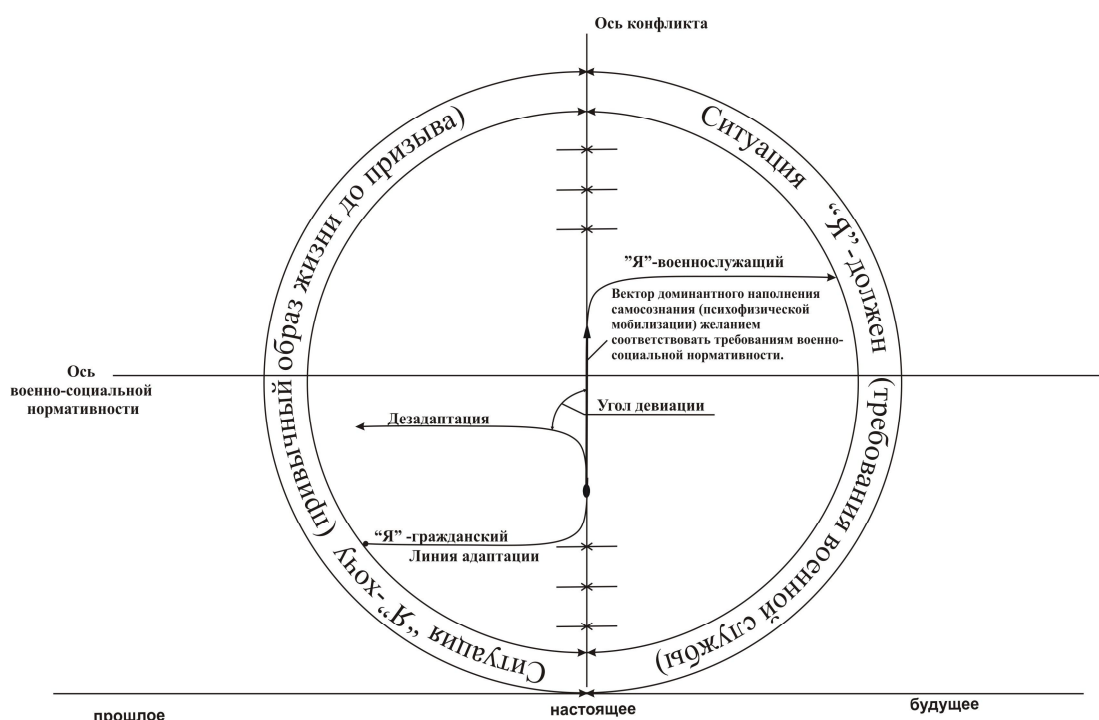 Ось конфликта
Ситуация "Я"-хочу (привычный образ жизни до призыва)
Ситуация "Я"-должен (требования военной службы)
"Я"-военнослужащий
Вектор доминантного наполнения
самосознания (психофизической
мобилизации) желанием
соответствовать требованиям военно-
социальной нормативности.
Ось
военно-социальной
нормативности
Угол девиации
Дезадаптация
"Я" -гражданский
Линия адаптации
прошлое
настоящее
будущее